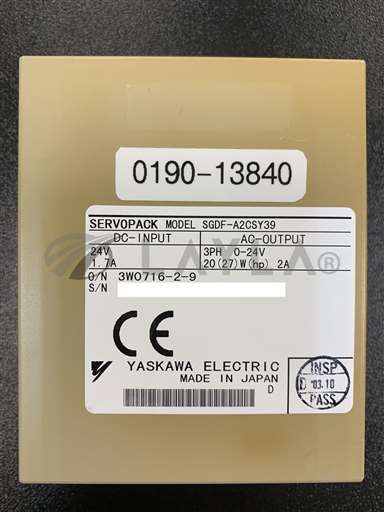 0190-13840
SERVOPACK MODEL SGDF-A2CSY39
DC-INPUT AC-OUTPUT
24V 3PH 0-24V
1.7A 20(27)W(hp) 2A
O/N 3W0716-2-9
S/N
CE
YASKAWA ELECTRIC
MADE IN JAPAN
D
INSP
D '03.10
PASS